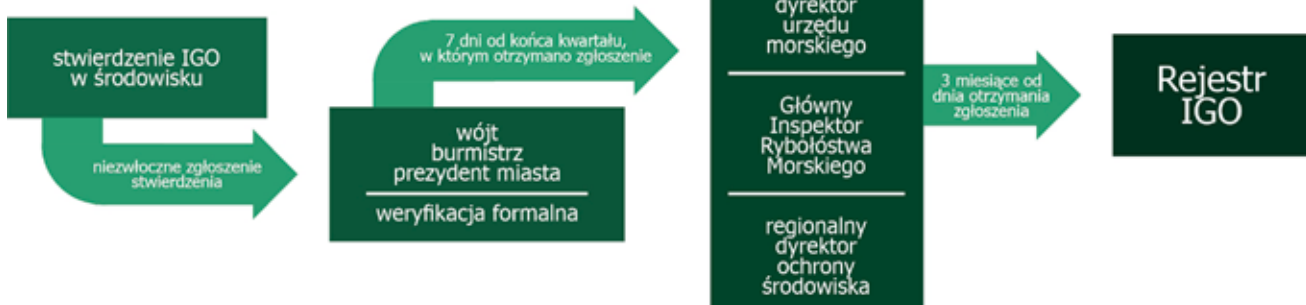 stwierdzenie IGO
w środowisku
niezwłoczne zgłoszenie
stwierdzenia
wójt
burmistrz
prezydent miasta
weryfikacja formalna
7 dni od końca kwartału,
w którym otrzymano zgłoszenie
dyrektor
urzędu
morskiego
Główny
Inspektor
Rybołóstwa
Morskiego
regionalny
dyrektor
ochrony
środowiska
3 miesiące od
dnia otrzymania
zgłoszenia
Rejestr
IGO